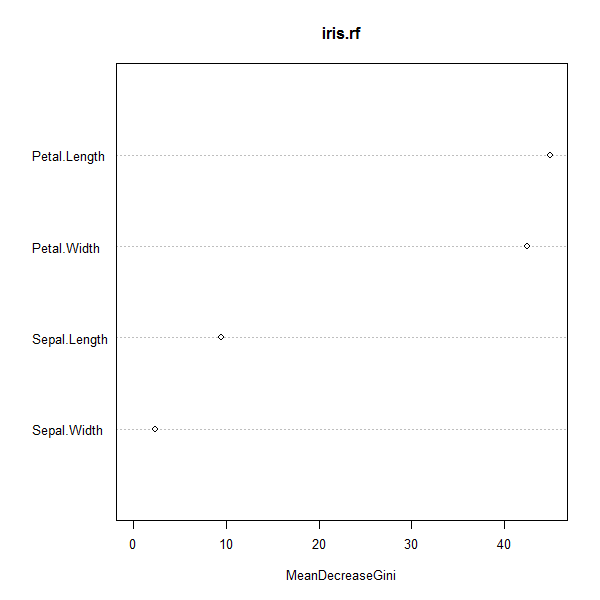 iris.rf
Petal.Length
Petal.Width
Sepal.Length
Sepal.Width
0 10 20 30 40
MeanDecreaseGini